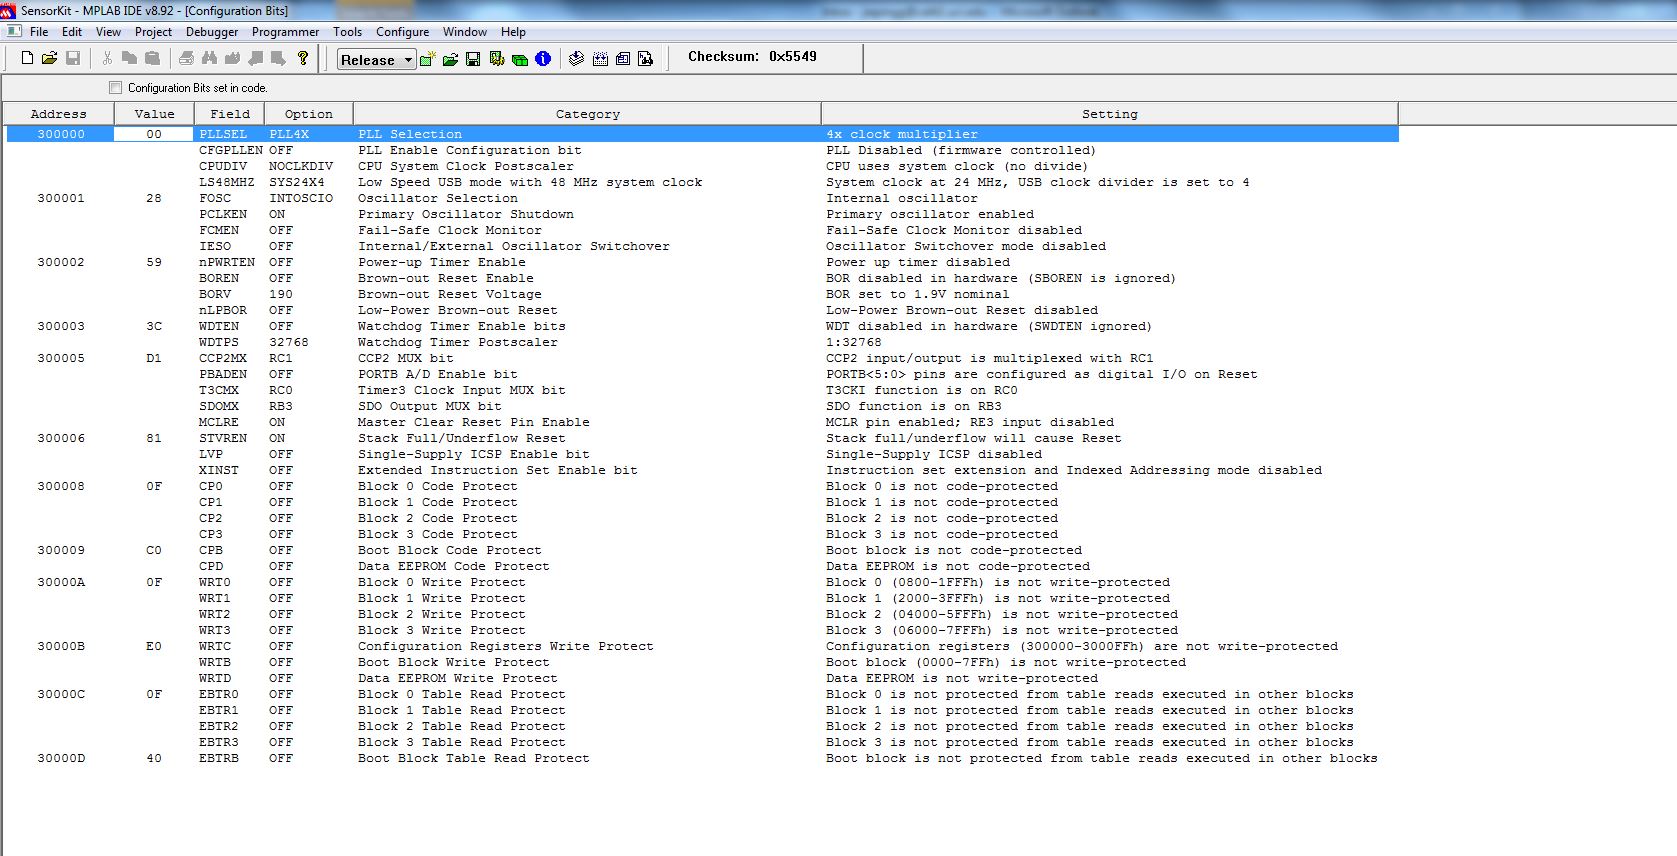 SensorKit - MPLAB IDE v8.92 - [Configuration Bits]
File Edit View Project Debugger Programmer Tools Configure Window Help
Release Checksum: 0x5549
Configuration Bits set in code.
Address Value Field Option Category Setting
300000 00 PLLSEL PLL4X PLL Selection 4x clock multiplier
CFGPLLEN OFF PLL Enable Configuration bit PLL Disabled (firmware controlled)
CPUDIV NOCLKDIV CPU System Clock Postscaler CPU uses system clock (no divide)
LS48MHZ SYS24X4 Low Speed USB mode with 48 MHz system clock System clock at 24 MHz, USB clock divider is set to 4
300001 28 FOSC INTOSCIO Oscillator Selection Internal oscillator
PCLKEN ON Primary Oscillator Shutdown Primary oscillator enabled
FCMEN OFF Fail-Safe Clock Monitor Fail-Safe Clock Monitor disabled
IESO OFF Internal/External Oscillator Switchover Oscillator Switchover mode disabled
300002 59 nPWRTEN OFF Power-up Timer Enable Power up timer disabled
BOREN OFF Brown-out Reset Enable BOR disabled in hardware (SBOREN is ignored)
BORV 190 Brown-out Reset Voltage BOR set to 1.9V nominal
nLPBOR OFF Low-Power Brown-out Reset Low-Power Brown-out Reset disabled
300003 3C WDTEN OFF Watchdog Timer Enable bits WDT disabled in hardware (SWDTEN ignored)
WDTPS 32768 Watchdog Timer Postscaler 1:32768
300005 D1 CCP2MX RC1 CCP2 MUX bit CCP2 input/output is multiplexed with RC1
PBADEN OFF PORTB A/D Enable bit PORTB<5:0> pins are configured as digital I/O on Reset
T3CMX RC0 Timer3 Clock Input MUX bit T3CKI function is on RC0
SDOMX RB3 SDO Output MUX bit SDO function is on RB3
MCLRE ON Master Clear Reset Pin Enable MCLR pin enabled; RE3 input disabled
300006 81 STVREN ON Stack Full/Underflow Reset Stack full/underflow will cause Reset
LVP OFF Single-Supply ICSP Enable bit Single-Supply ICSP disabled
XINST OFF Extended Instruction Set Enable bit Instruction set extension and Indexed Addressing mode disabled
300008 0F CP0 OFF Block 0 Code Protect Block 0 is not code-protected
CP1 OFF Block 1 Code Protect Block 1 is not code-protected
CP2 OFF Block 2 Code Protect Block 2 is not code-protected
CP3 OFF Block 3 Code Protect Block 3 is not code-protected
300009 C0 CPB OFF Boot Block Code Protect Boot block is not code-protected
CPD OFF Data EEPROM Code Protect Data EEPROM is not code-protected
30000A 0F WRT0 OFF Block 0 Write Protect Block 0 (0800-1FFFh) is not write-protected
WRT1 OFF Block 1 Write Protect Block 1 (2000-3FFFh) is not write-protected
WRT2 OFF Block 2 Write Protect Block 2 (04000-5FFFh) is not write-protected
WRT3 OFF Block 3 Write Protect Block 3 (06000-7FFFh) is not write-protected
30000B E0 WRTC OFF Configuration Registers Write Protect Configuration registers (300000-3000FFh) are not write-protected
WRTB OFF Boot Block Write Protect Boot block (0000-7FFh) is not write-protected
WRTD OFF Data EEPROM Write Protect Data EEPROM is not write-protected
30000C 0F EBTR0 OFF Block 0 Table Read Protect Block 0 is not protected from table reads executed in other blocks
EBTR1 OFF Block 1 Table Read Protect Block 1 is not protected from table reads executed in other blocks
EBTR2 OFF Block 2 Table Read Protect Block 2 is not protected from table reads executed in other blocks
EBTR3 OFF Block 3 Table Read Protect Block 3 is not protected from table reads executed in other blocks
30000D 40 EBTRB OFF Boot Block Table Read Protect Boot block is not protected from table reads executed in other blocks